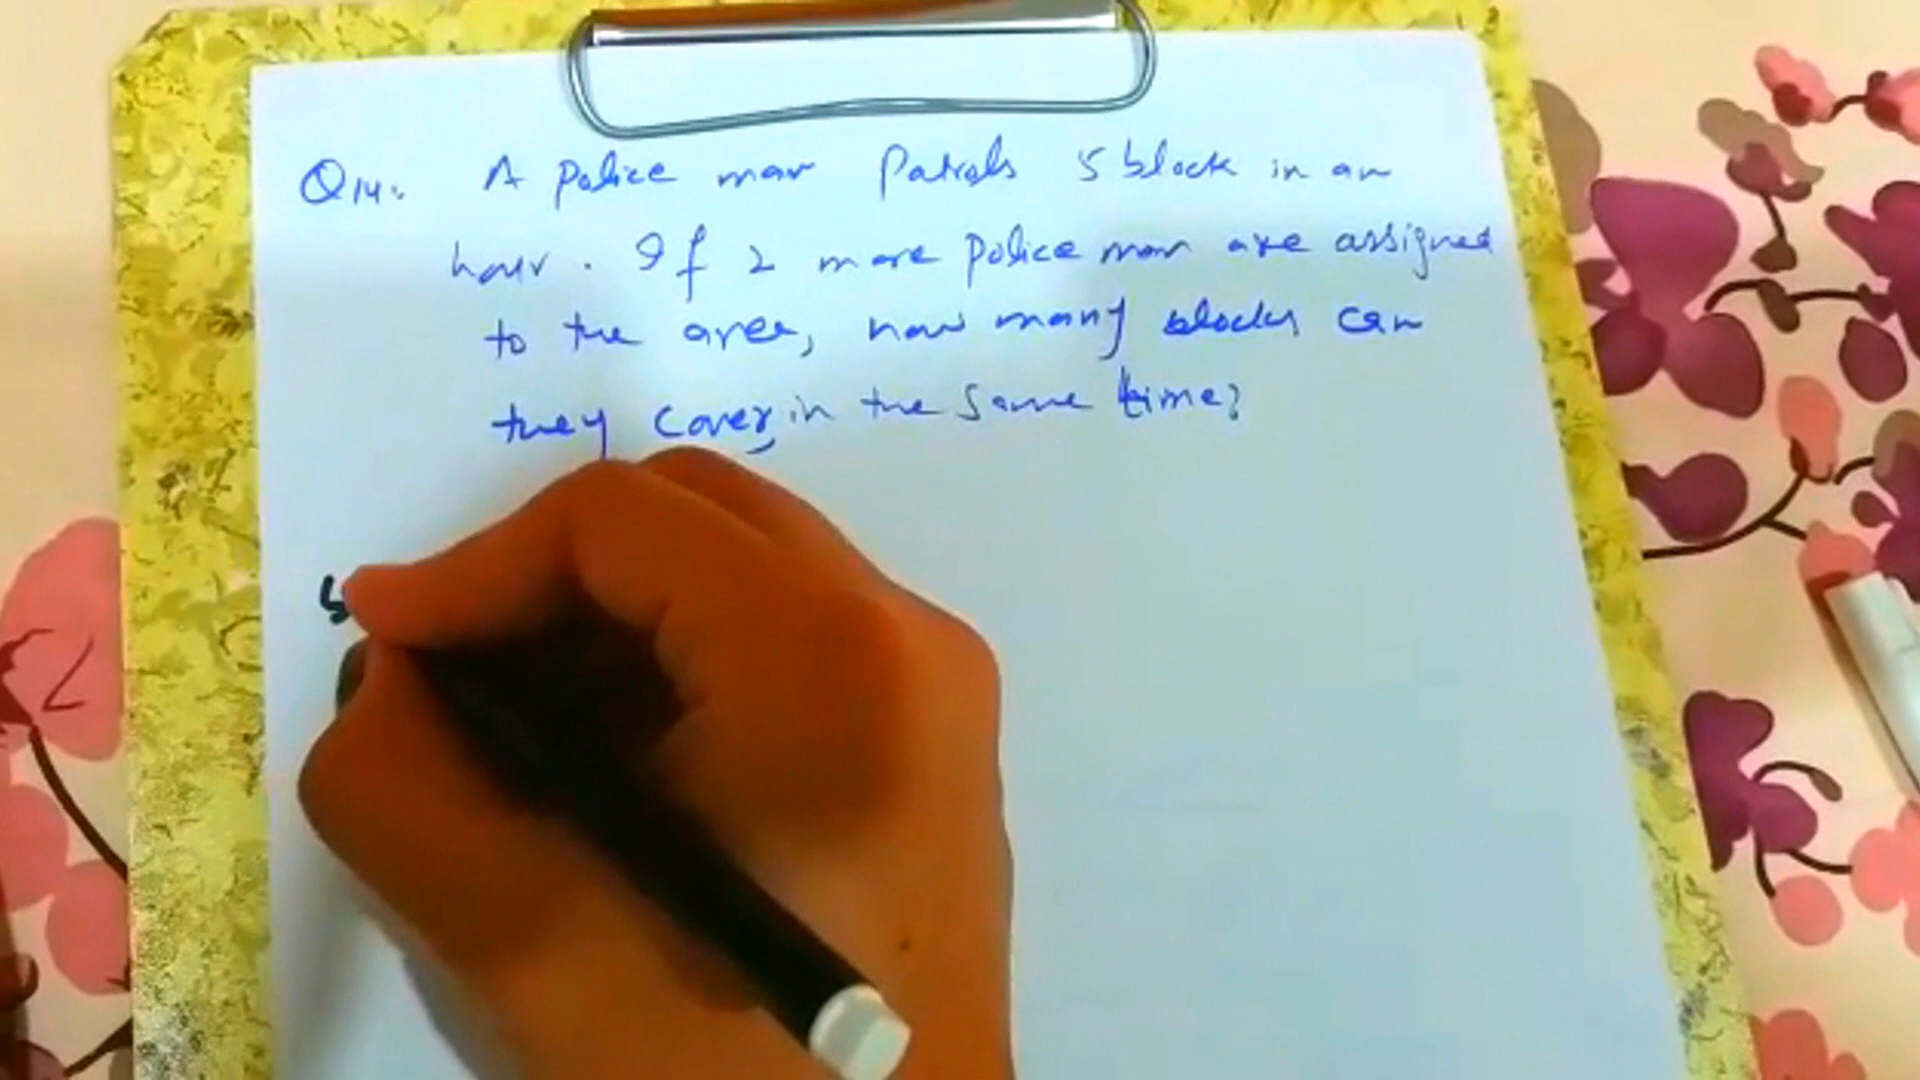 Q14. A police man Patrols 5 block in an
hour. If 2 more police man are assigned
to the area, how many blocks can
they cover in the same time?